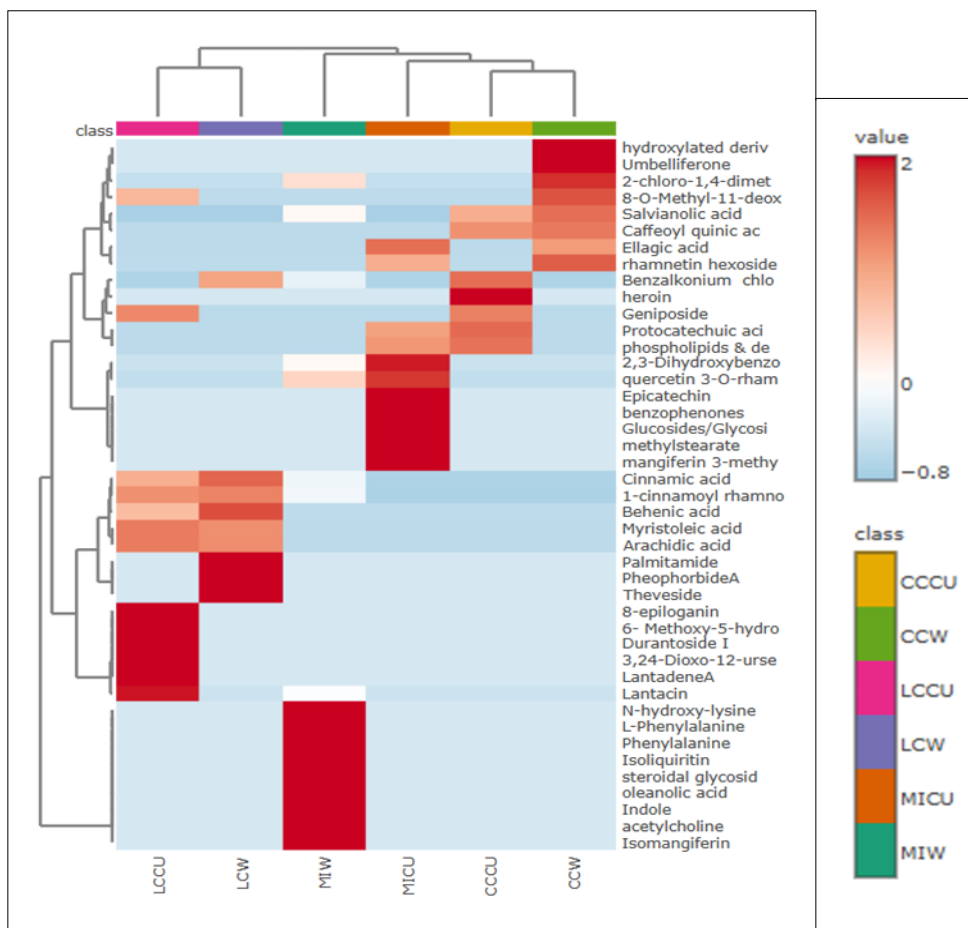 class
hydroxylated deriv
Umbelliferone
2-chloro-1,4-dimet
8-O-Methyl-11-deox
Salvianolic acid
Caffeoyl quinic ac
Ellagic acid
rhamnetin hexoside
Benzalkonium chlo
heroin
Geniposide
Protocatechuic aci
phospholipids & de
2,3-Dihydroxybenzo
quercetin 3-O-rham
Epicatechin
benzophenones
Glucosides/Glycosi
methylstearate
mangiferin 3-methy
Cinnamic acid
1-cinnamoyl rhamno
Behenic acid
Myristoleic acid
Arachidic acid
Palmitamide
PheophorbideA
Theveside
8-epiloganin
6- Methoxy-5-hydro
Durantoside I
3,24-Dioxo-12-urse
LantadeneA
Lantacin
N-hydroxy-lysine
L-Phenylalanine
Phenylalanine
Isoliquiritin
steroidal glycosid
oleanolic acid
Indole
acetylcholine
Isomangiferin
LCCU
LCW
MIW
MICU
CCCU
CCW
value
2
0
−0.8
class
CCCU
CCW
LCCU
LCW
MICU
MIW